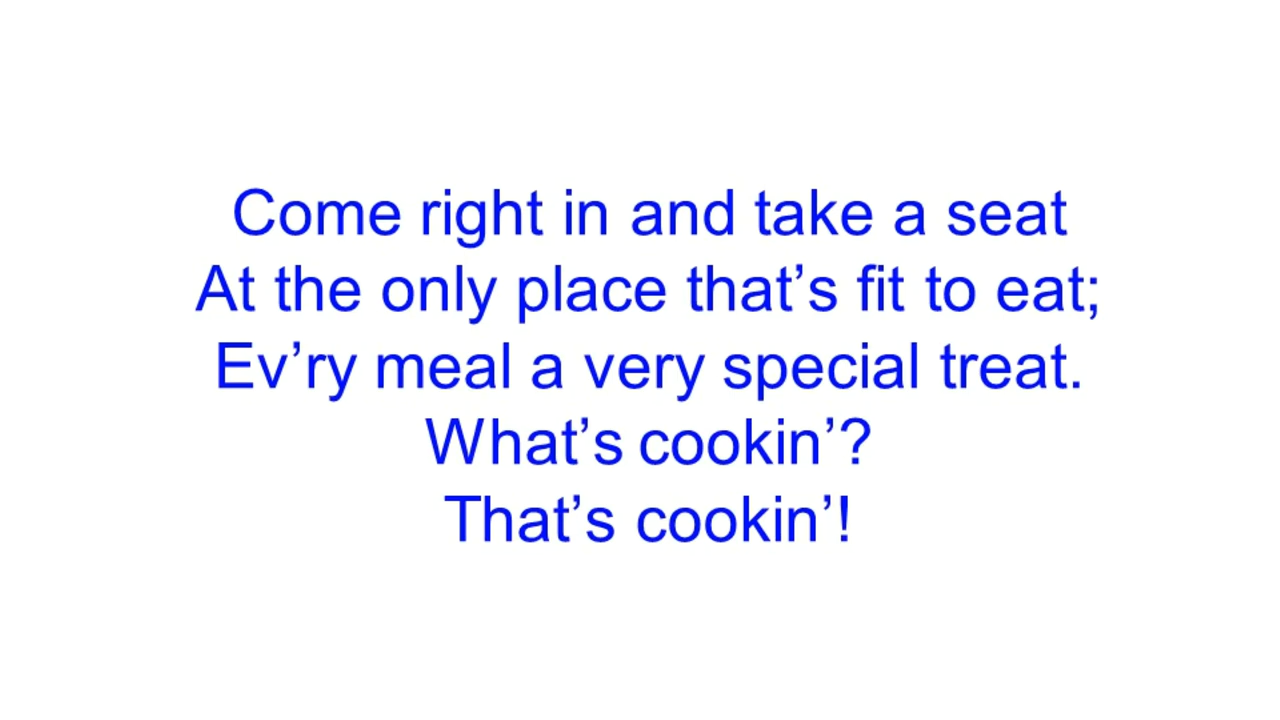 Come right in and take a seat
At the only place that’s fit to eat;
Ev’ry meal a very special treat.
What’s cookin’?
That’s cookin’!